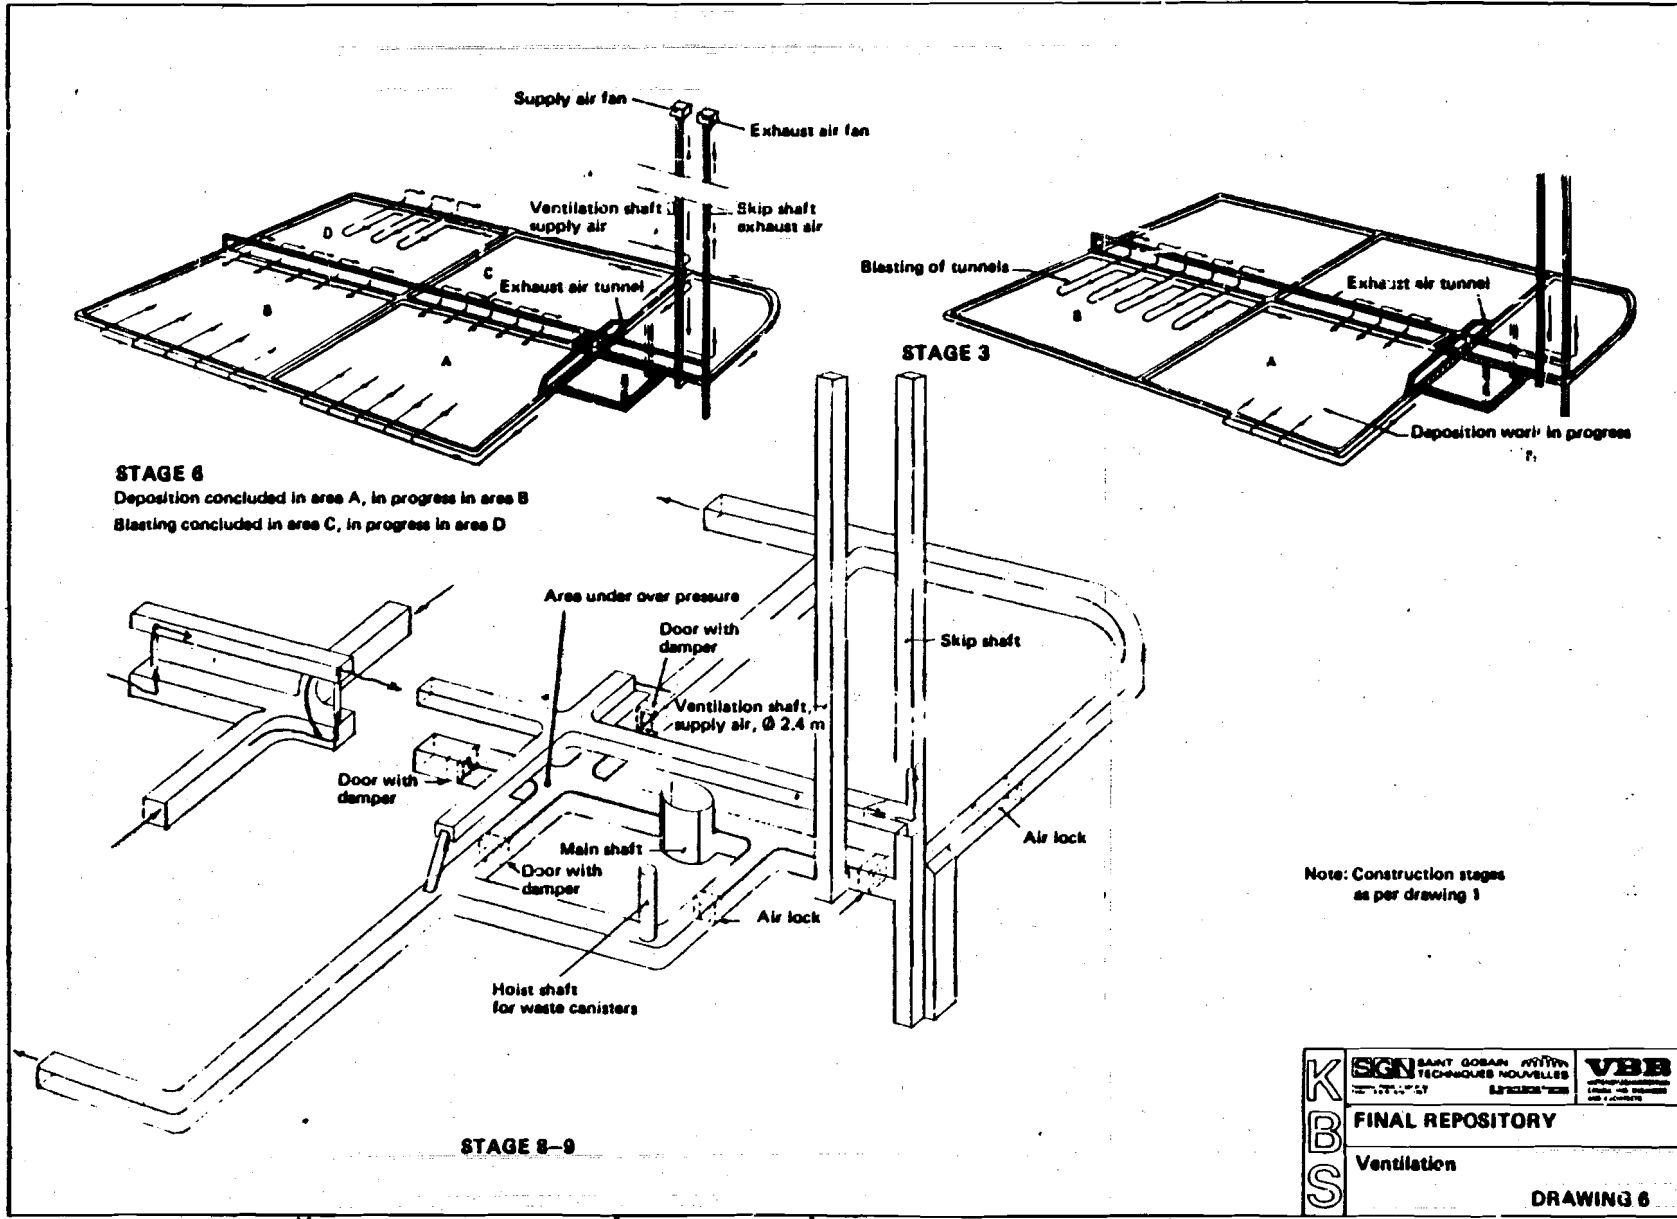 Supply air fan
Exhaust air fan
Ventilation shaft
supply air
Skip shaft
exhaust air
D
C
Exhaust air tunnel
B
A
STAGE 6
Deposition concluded in area A, in progress in area B
Blasting concluded in area C, in progress in area D
Blasting of tunnels
Exhaust air tunnel
B
A
STAGE 3
Deposition work in progress
Area under over pressure
Door with
damper
Skip shaft
Ventilation shaft,
supply air, Ø 2.4 m
Door with
damper
Main shaft
Door with
damper
Air lock
Air lock
Hoist shaft
for waste canisters
Note: Construction stages
as per drawing 1
STAGE 8–9
KBS
SGN SAINT GOBAIN
TECHNIQUES NOUVELLES
VBB
FINAL REPOSITORY
Ventilation
DRAWING 6